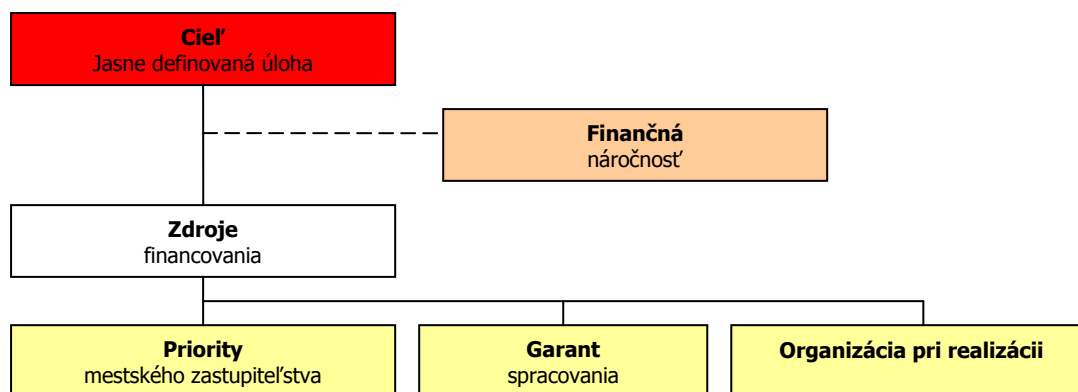 Cieľ
Jasne definovaná úloha
Finančná
náročnosť
Zdroje
financovania
Priority
mestského zastupiteľstva
Garant
spracovania
Organizácia pri realizácii